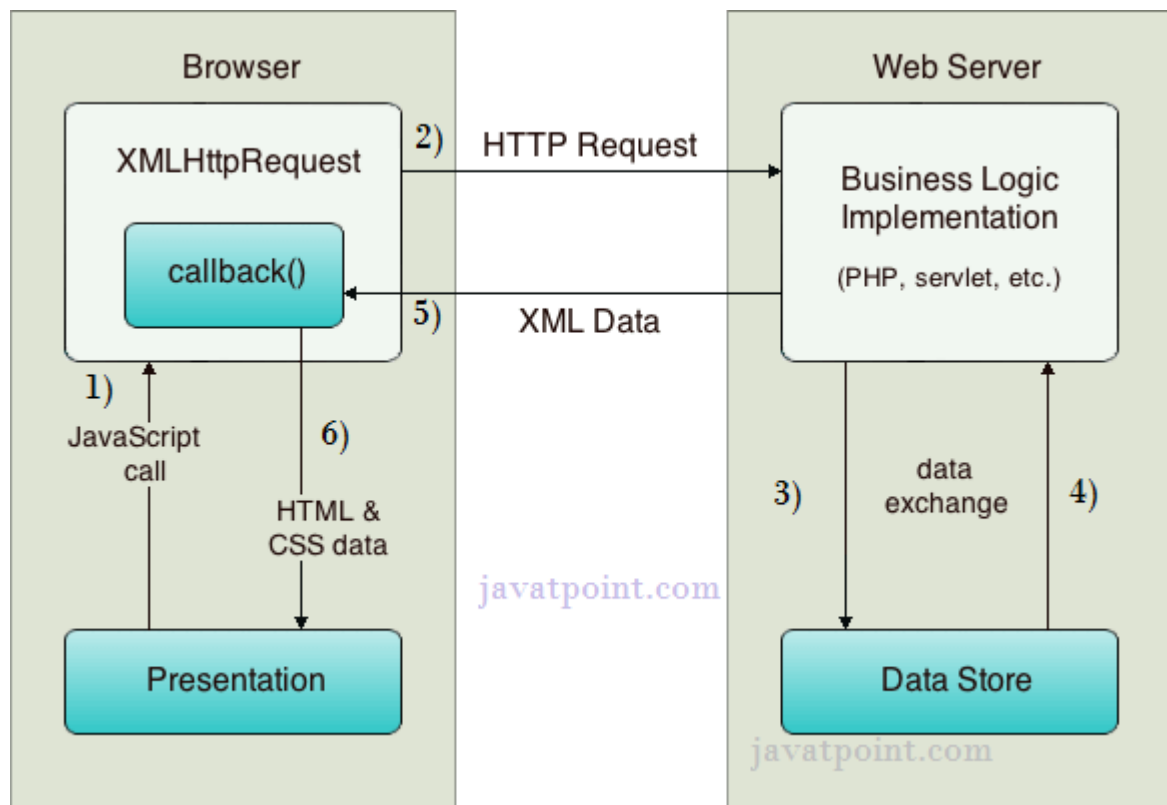 Browser
XMLHttpRequest
callback()
1)
JavaScript
call
6)
HTML &
CSS data
Presentation
2)
HTTP Request
5)
XML Data
javatpoint.com
Web Server
Business Logic
Implementation
(PHP, servlet, etc.)
3)
data
exchange
4)
Data Store
javatpoint.com